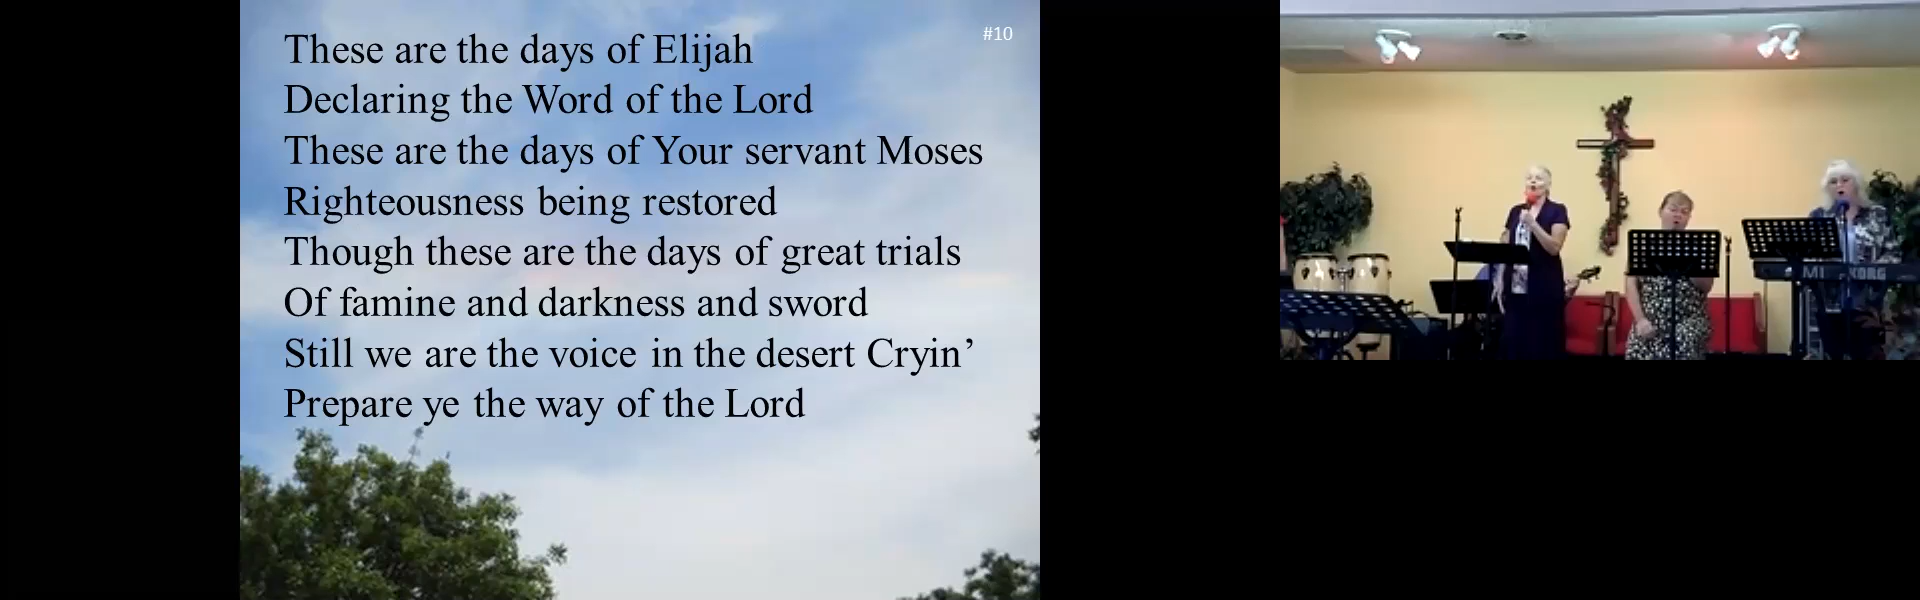 #10
These are the days of Elijah
Declaring the Word of the Lord
These are the days of Your servant Moses
Righteousness being restored
Though these are the days of great trials
Of famine and darkness and sword
Still we are the voice in the desert Cryin’
Prepare ye the way of the Lord
KORG